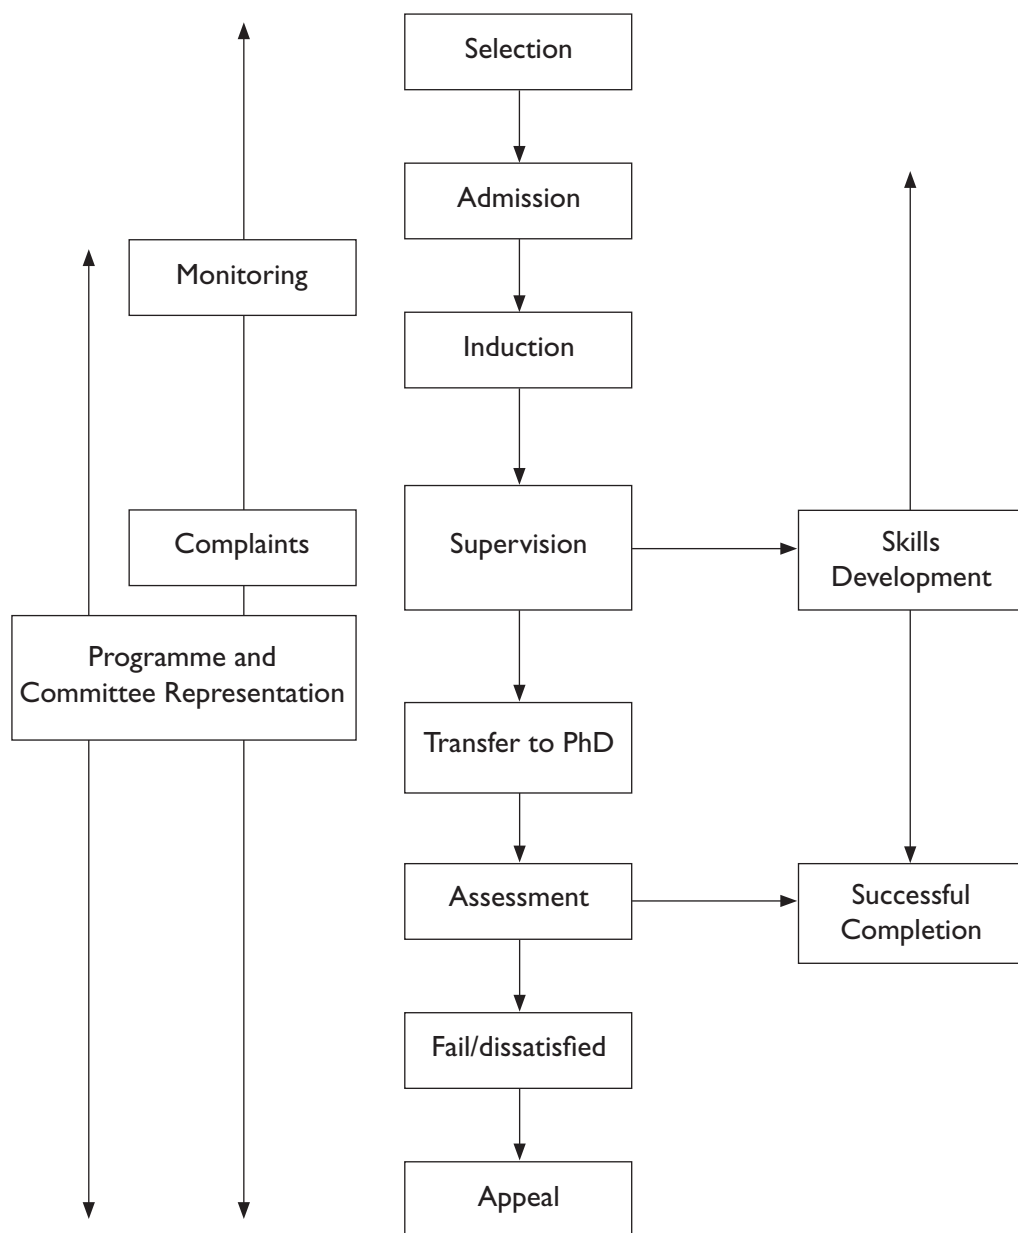 Selection
Admission
Monitoring
Induction
Complaints
Supervision
Skills
Development
Programme and
Committee Representation
Transfer to PhD
Assessment
Successful
Completion
Fail/dissatisfied
Appeal